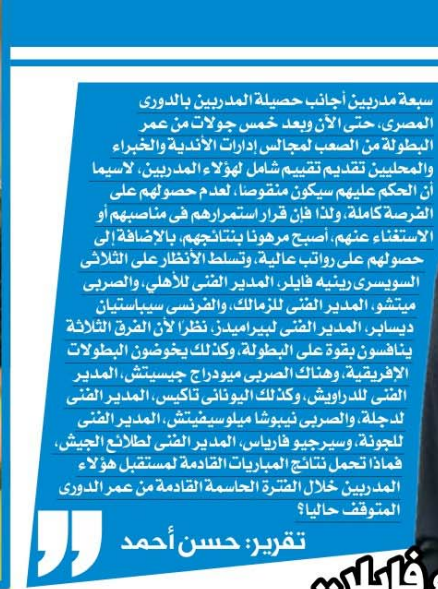 سبعة مدربين أجانب حصيلة المدربين بالدورى
المصرى، حتى الآن وبعد خمس جولات من عمر
البطولة من الصعب لمجالس إدارات الأندية والخبراء
والمحليين تقديم تقييم شامل لهؤلاء المدربين، لاسيما
أن الحكم عليهم سيكون منقوصا، لعدم حصولهم على
الفرصة كاملة، ولذا فإن قرار استمرارهم فى مناصبهم أو
الاستغناء عنهم، أصبح مرهونا بنتائجهم، بالإضافة إلى
حصولهم على رواتب عالية، وتسلط الأنظار على الثلاثى
السويسرى رينيه فايلر، المدير الفنى للأهلي، والصربى
ميتشو، المدير الفنى للزمالك، والفرنسى سيباستيان
ديسابر، المدير الفنى لبيراميدز، نظرًا لأن الفرق الثلاثة
ينافسون بقوة على البطولة، وكذلك يخوضون البطولات
الافريقية، وهناك الصربى ميودراج جيسيتش، المدير
الفنى للدراويش، وكذلك اليونانى تاكيس، المدير الفنى
لدجلة، والصربى نيبوشا ميلوسيفيتش، المدير الفنى
للجونة، وسيرجيو فارياس، المدير الفنى لطلائع الجيش،
فماذا تحمل نتائج المباريات القادمة لمستقبل هؤلاء
المدربين خلال الفترة الحاسمة القادمة من عمر الدورى
المتوقف حاليا؟
تقرير: حسن أحمد